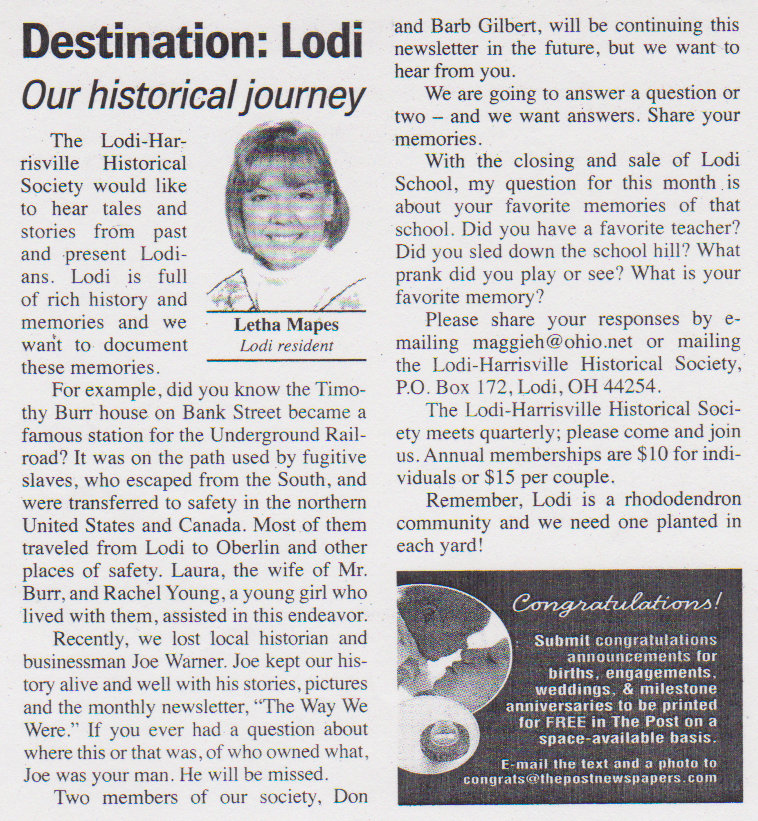 Destination: Lodi
Our historical journey
The Lodi-Har-
risville Historical
Society would like
to hear tales and
stories from past
and present Lodi-
ans. Lodi is full
of rich history and
memories and we
want to document
these memories.
Letha Mapes
Lodi resident
For example, did you know the Timo-
thy Burr house on Bank Street became a
famous station for the Underground Rail-
road? It was on the path used by fugitive
slaves, who escaped from the South, and
were transferred to safety in the northern
United States and Canada. Most of them
traveled from Lodi to Oberlin and other
places of safety. Laura, the wife of Mr.
Burr, and Rachel Young, a young girl who
lived with them, assisted in this endeavor.
Recently, we lost local historian and
businessman Joe Warner. Joe kept our his-
tory alive and well with his stories, pictures
and the monthly newsletter, “The Way We
Were.” If you ever had a question about
where this or that was, of who owned what,
Joe was your man. He will be missed.
Two members of our society, Don
and Barb Gilbert, will be continuing this
newsletter in the future, but we want to
hear from you.
We are going to answer a question or
two – and we want answers. Share your
memories.
With the closing and sale of Lodi
School, my question for this month is
about your favorite memories of that
school. Did you have a favorite teacher?
Did you sled down the school hill? What
prank did you play or see? What is your
favorite memory?
Please share your responses by e-
mailing maggieh@ohio.net or mailing
the Lodi-Harrisville Historical Society,
P.O. Box 172, Lodi, OH 44254.
The Lodi-Harrisville Historical Soci-
ety meets quarterly; please come and join
us. Annual memberships are $10 for indi-
viduals or $15 per couple.
Remember, Lodi is a rhododendron
community and we need one planted in
each yard!
Congratulations!
Submit congratulations
announcements for
births, engagements,
weddings, & milestone
anniversaries to be printed
for FREE in The Post on a
space-available basis.
E-mail the text and a photo to
congrats@thepostnewspapers.com